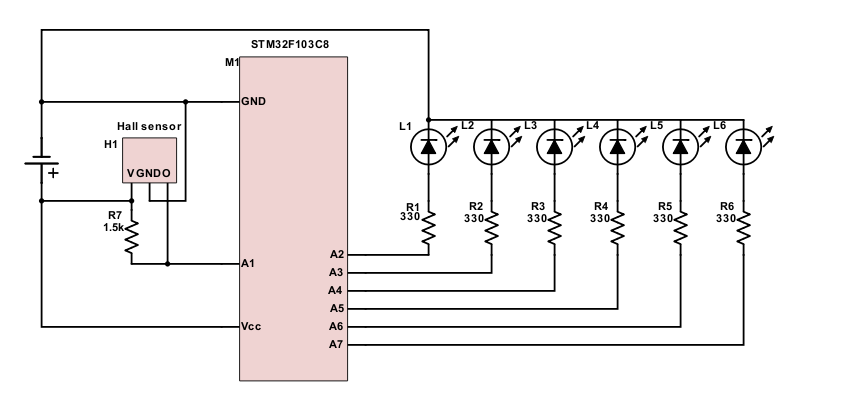 STM32F103C8
M1
GND
Hall sensor
H1
V GND O
+
R7
1.5k
A1
Vcc
A2
A3
A4
A5
A6
A7
L1
L2
L3
L4
L5
L6
R1
330
R2
330
R3
330
R4
330
R5
330
R6
330